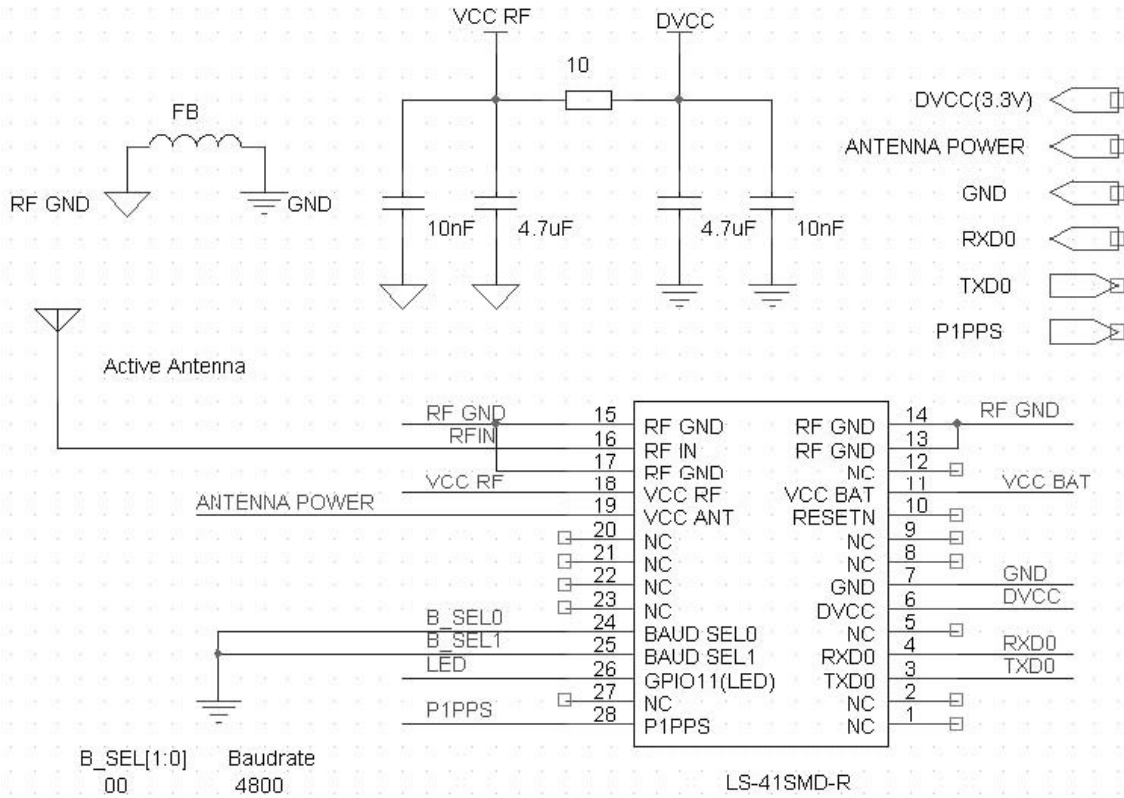 VCC RF
DVCC
10
FB
RF GND
GND
10nF
4.7uF
4.7uF
10nF
DVCC(3.3V)
ANTENNA POWER
GND
RXD0
TXD0
P1PPS
Active Antenna
RF GND
RFIN
VCC RF
ANTENNA POWER
B_SEL0
B_SEL1
LED
P1PPS
15 RF GND
16 RF IN
17 RF GND
18 VCC RF
19 VCC ANT
20 NC
21 NC
22 NC
23 NC
24 BAUD SEL0
25 BAUD SEL1
26 GPIO11(LED)
27 NC
28 P1PPS
RF GND 14
RF GND 13
NC 12
VCC BAT 11
RESETN 10
NC 9
NC 8
GND 7
DVCC 6
NC 5
RXD0 4
TXD0 3
NC 2
NC 1
RF GND
VCC BAT
GND
DVCC
RXD0
TXD0
B_SEL[1:0] Baudrate
00 4800
LS-41SMD-R